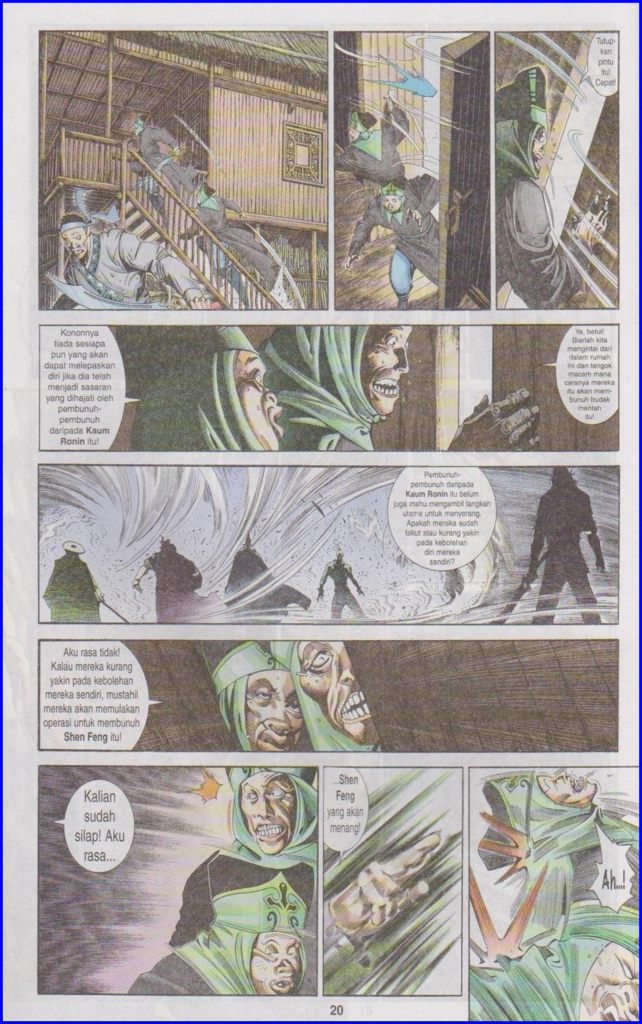 Tutup-
kan
pintu
itu!
Cepat!
Kononnya
tiada sesiapa
pun yang akan
dapat melepaskan
diri jika dia telah
menjadi sasaran
yang dihajati oleh
pembunuh-
pembunuh
daripada Kaum
Ronin itu!
Ya, betul!
Biarlah kita
mengintai dari
dalam rumah
ini dan tengok
macam mana
caranya mereka
itu akan mem-
bunuh budak
mentah
itu!
Pembunuh-
pembunuh daripada
Kaum Ronin itu belum
juga mahu mengambil langkah
utama untuk menyerang.
Apakah mereka sudah
takut atau kurang yakin
pada kebolehan
diri mereka
sendiri?
Aku rasa tidak!
Kalau mereka kurang
yakin pada kebolehan
mereka sendiri, mustahil
mereka akan memulakan
operasi untuk membunuh
Shen Feng itu!
Kalian
sudah
silap! Aku
rasa...
...Shen
Feng
yang akan
menang!
Ah..!
20